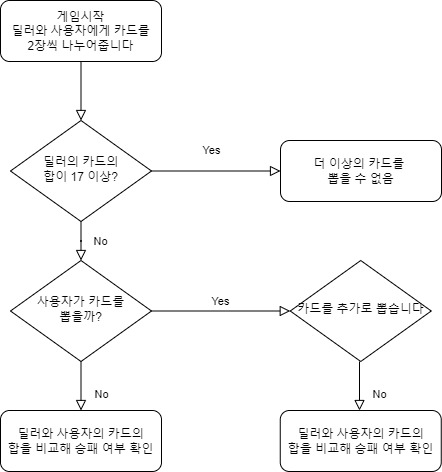 게임시작
딜러와 사용자에게 카드를
2장씩 나누어줍니다
딜러의 카드의
합이 17 이상?
Yes
더 이상의 카드를
뽑을 수 없음
No
사용자가 카드를
뽑을까?
Yes
카드를 추가로 뽑습니다
No
No
딜러와 사용자의 카드의
합을 비교해 승패 여부 확인
딜러와 사용자의 카드의
합을 비교해 승패 여부 확인